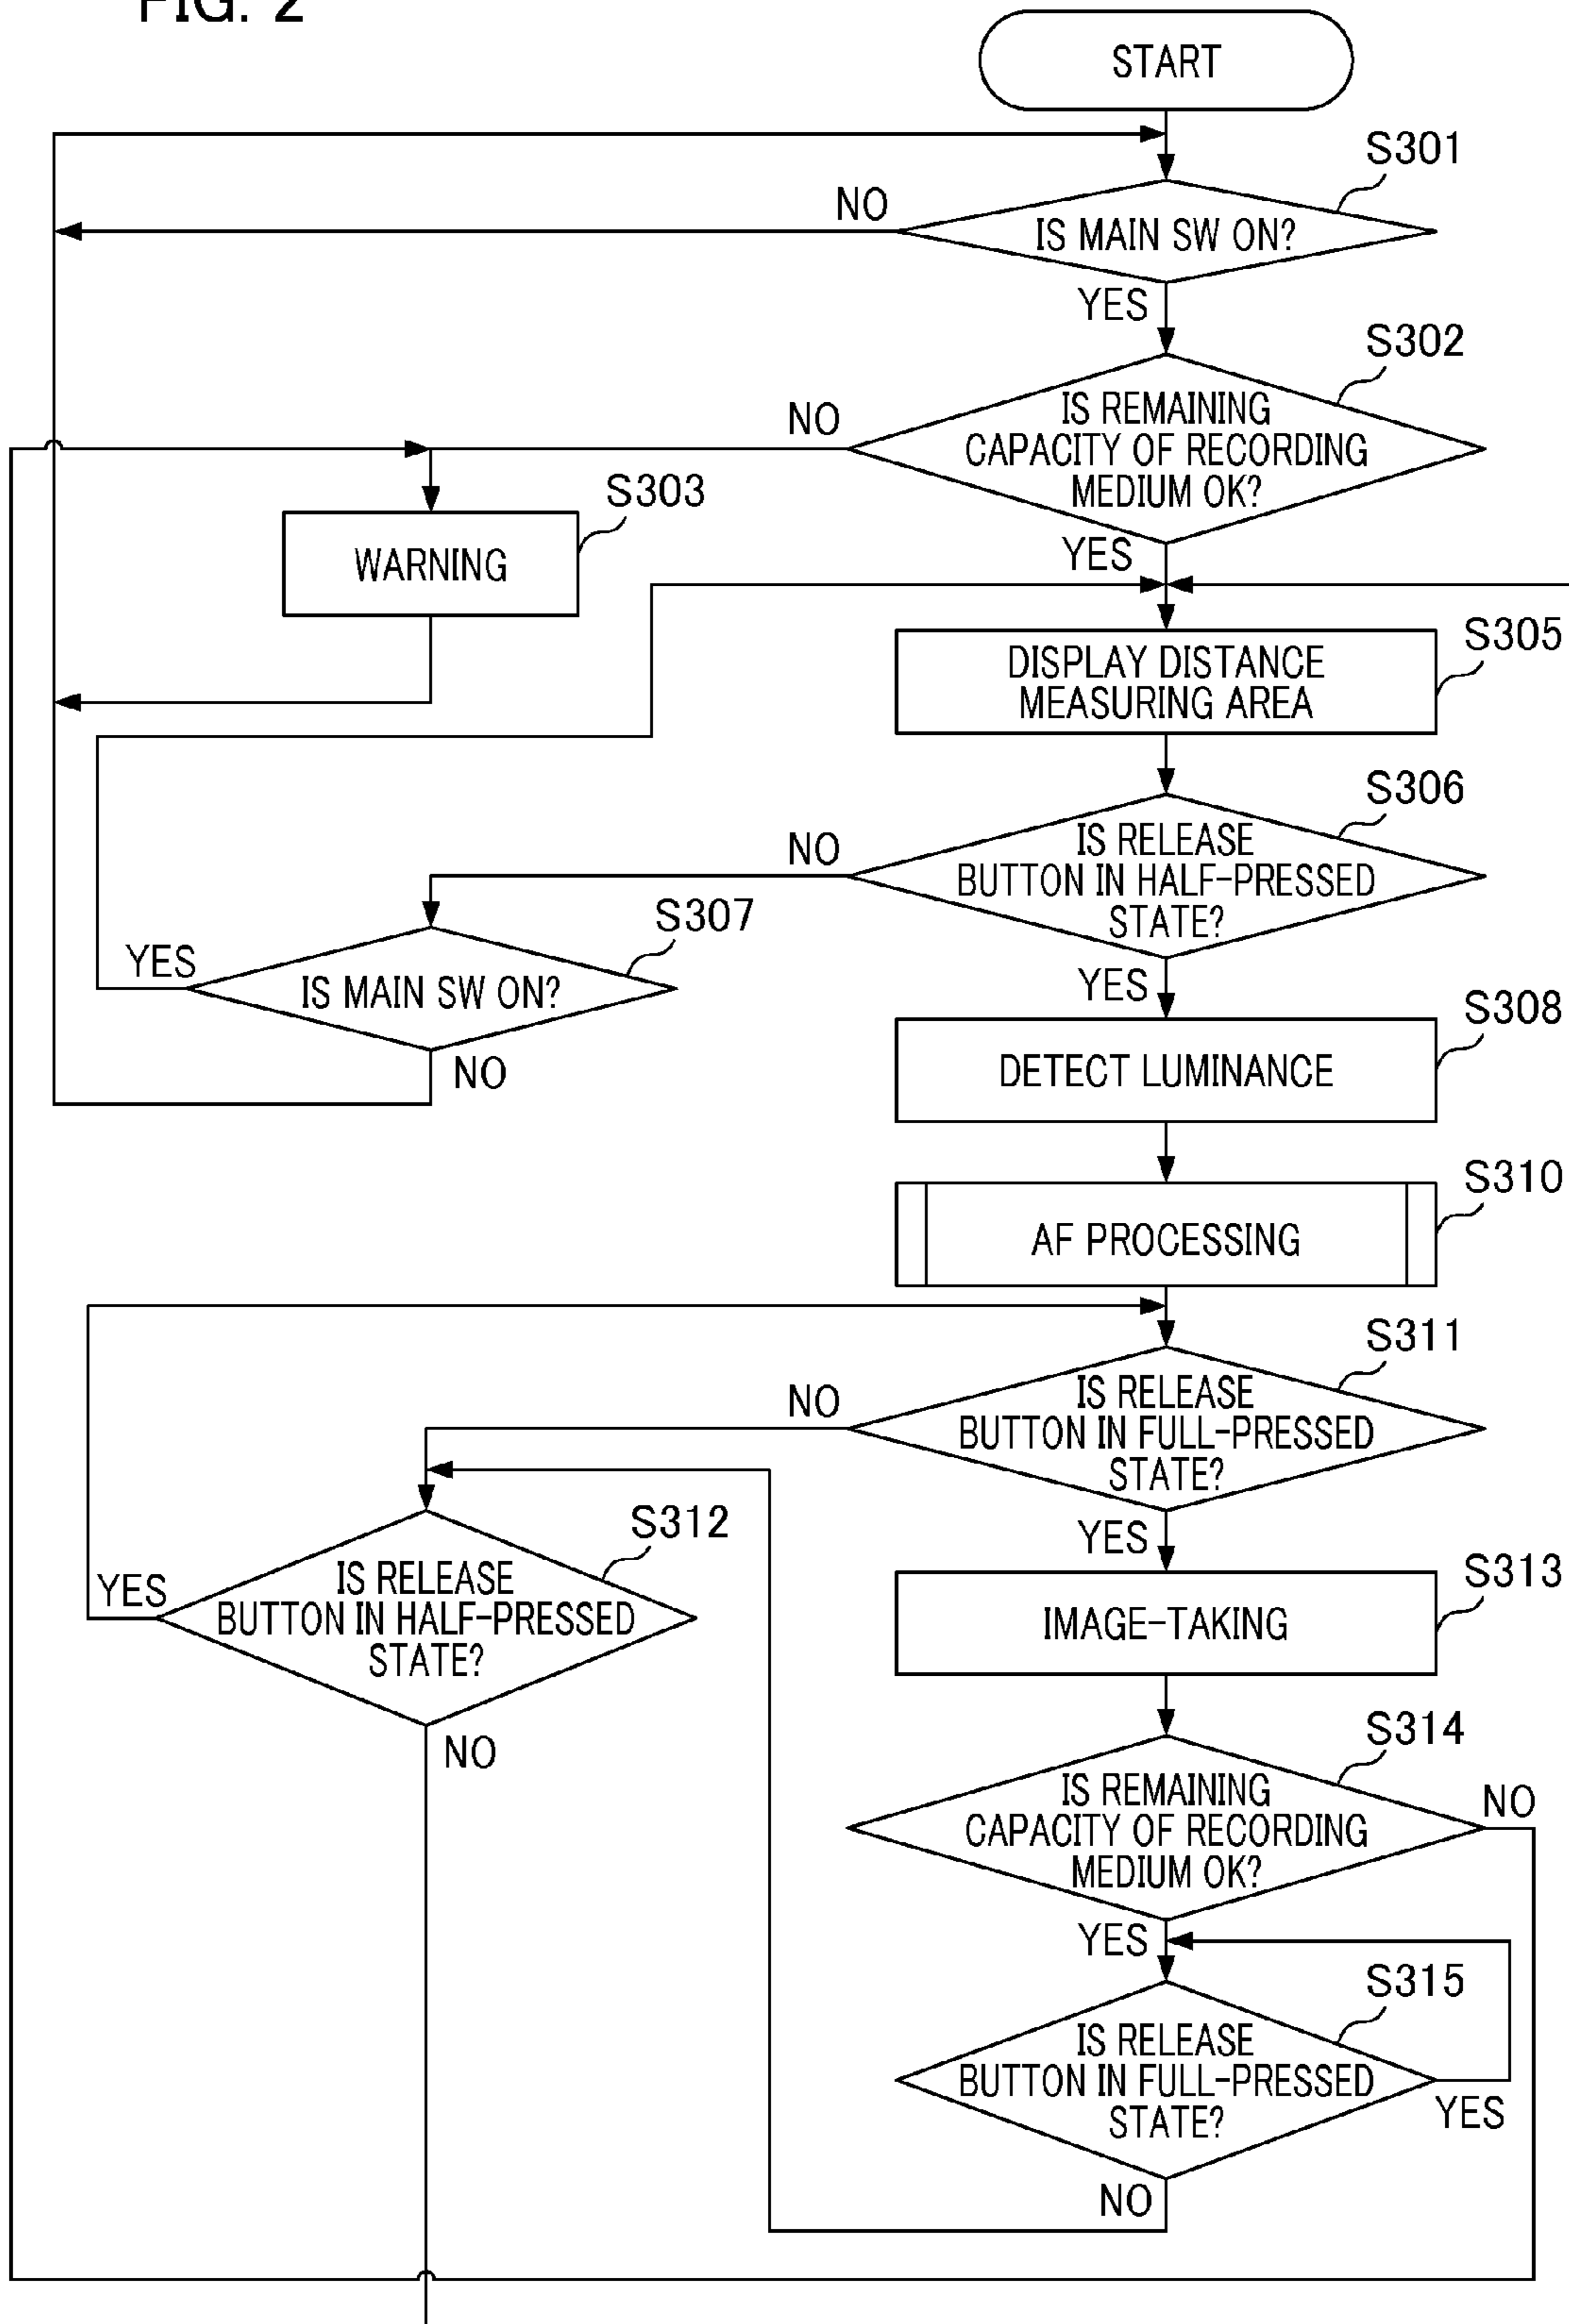 FIG. 2
START
S301
NO
IS MAIN SW ON?
YES
S302
NO
IS REMAINING
CAPACITY OF RECORDING
MEDIUM OK?
YES
S303
WARNING
S305
DISPLAY DISTANCE
MEASURING AREA
S306
NO
IS RELEASE
BUTTON IN HALF-PRESSED
STATE?
YES
S307
YES
IS MAIN SW ON?
NO
S308
DETECT LUMINANCE
S310
AF PROCESSING
S311
NO
IS RELEASE
BUTTON IN FULL-PRESSED
STATE?
YES
S312
YES
IS RELEASE
BUTTON IN HALF-PRESSED
STATE?
NO
S313
IMAGE-TAKING
S314
IS REMAINING
CAPACITY OF RECORDING
MEDIUM OK?
NO
YES
S315
IS RELEASE
BUTTON IN FULL-PRESSED
STATE?
YES
NO